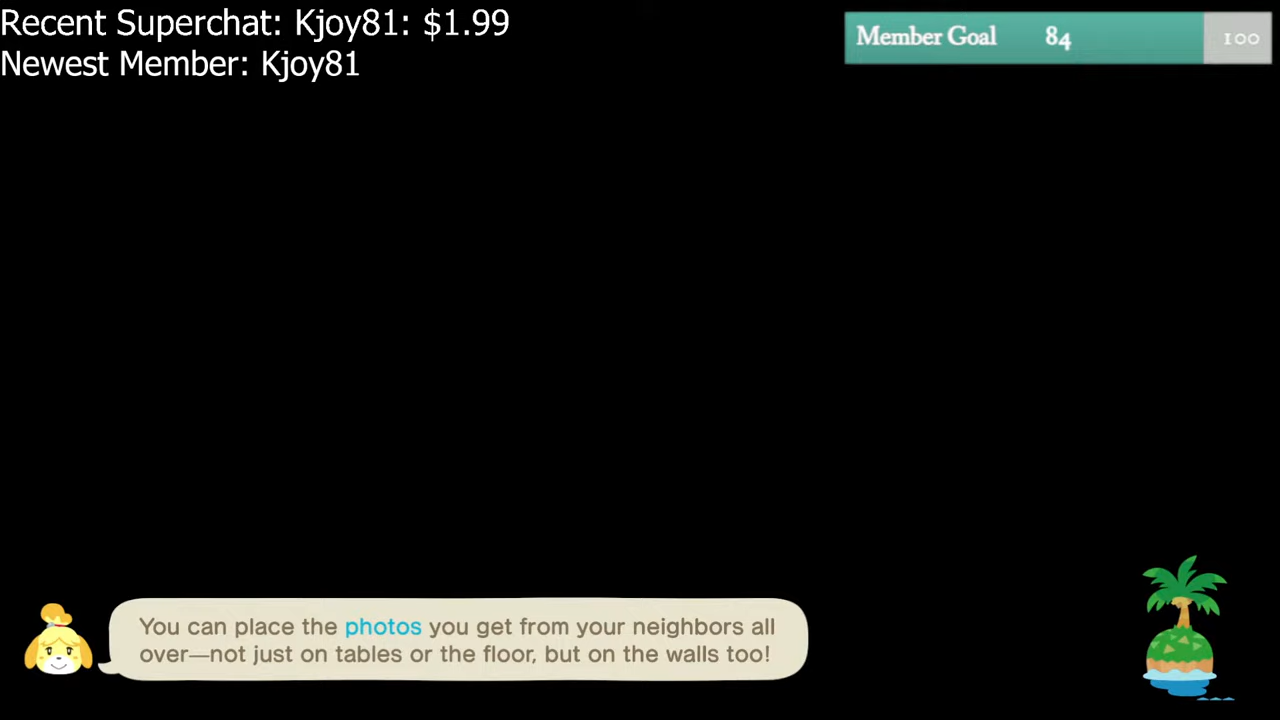 Recent Superchat: Kjoy81: $1.99
Newest Member: Kjoy81
Member Goal 84 100
You can place the photos you get from your neighbors all
over—not just on tables or the floor, but on the walls too!